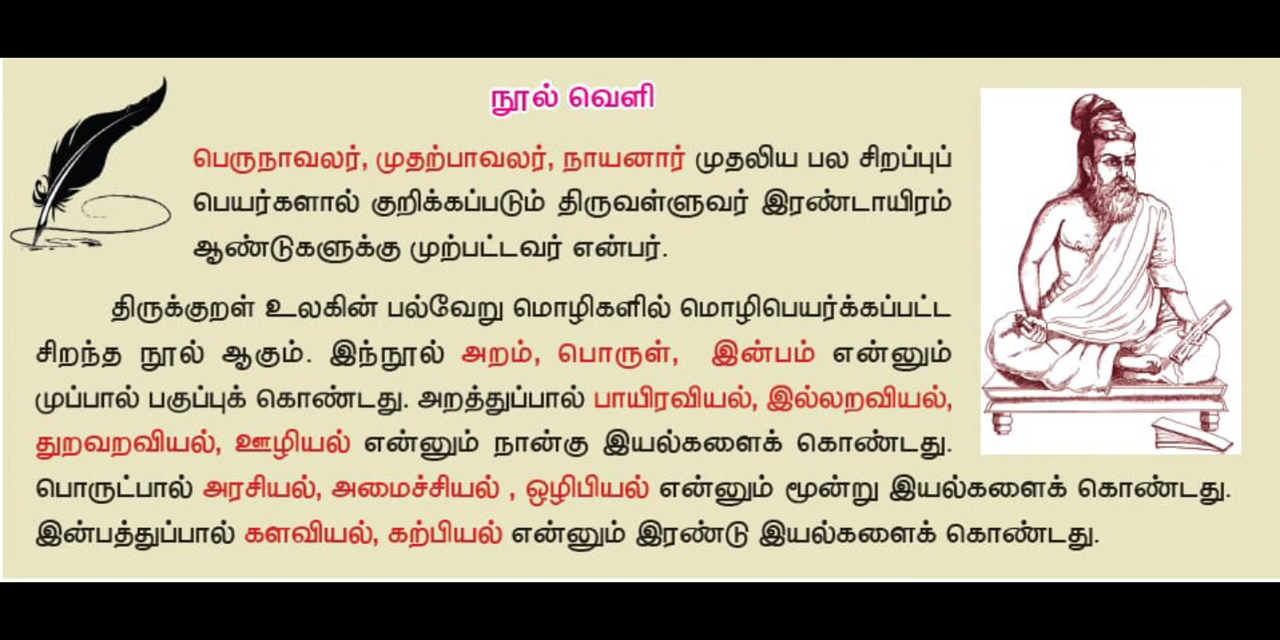 நூல் வெளி
பெருநாவலர், முதற்பாவலர், நாயனார் முதலிய பல சிறப்புப்
பெயர்களால் குறிக்கப்படும் திருவள்ளுவர் இரண்டாயிரம்
ஆண்டுகளுக்கு முற்பட்டவர் என்பர்.
திருக்குறள் உலகின் பல்வேறு மொழிகளில் மொழிபெயர்க்கப்பட்ட
சிறந்த நூல் ஆகும். இந்நூல் அறம், பொருள், இன்பம் என்னும்
முப்பால் பகுப்புக் கொண்டது. அறத்துப்பால் பாயிரவியல், இல்லறவியல்,
துறவறவியல், ஊழியல் என்னும் நான்கு இயல்களைக் கொண்டது.
பொருட்பால் அரசியல், அமைச்சியல் , ஒழிபியல் என்னும் மூன்று இயல்களைக் கொண்டது.
இன்பத்துப்பால் களவியல், கற்பியல் என்னும் இரண்டு இயல்களைக் கொண்டது.